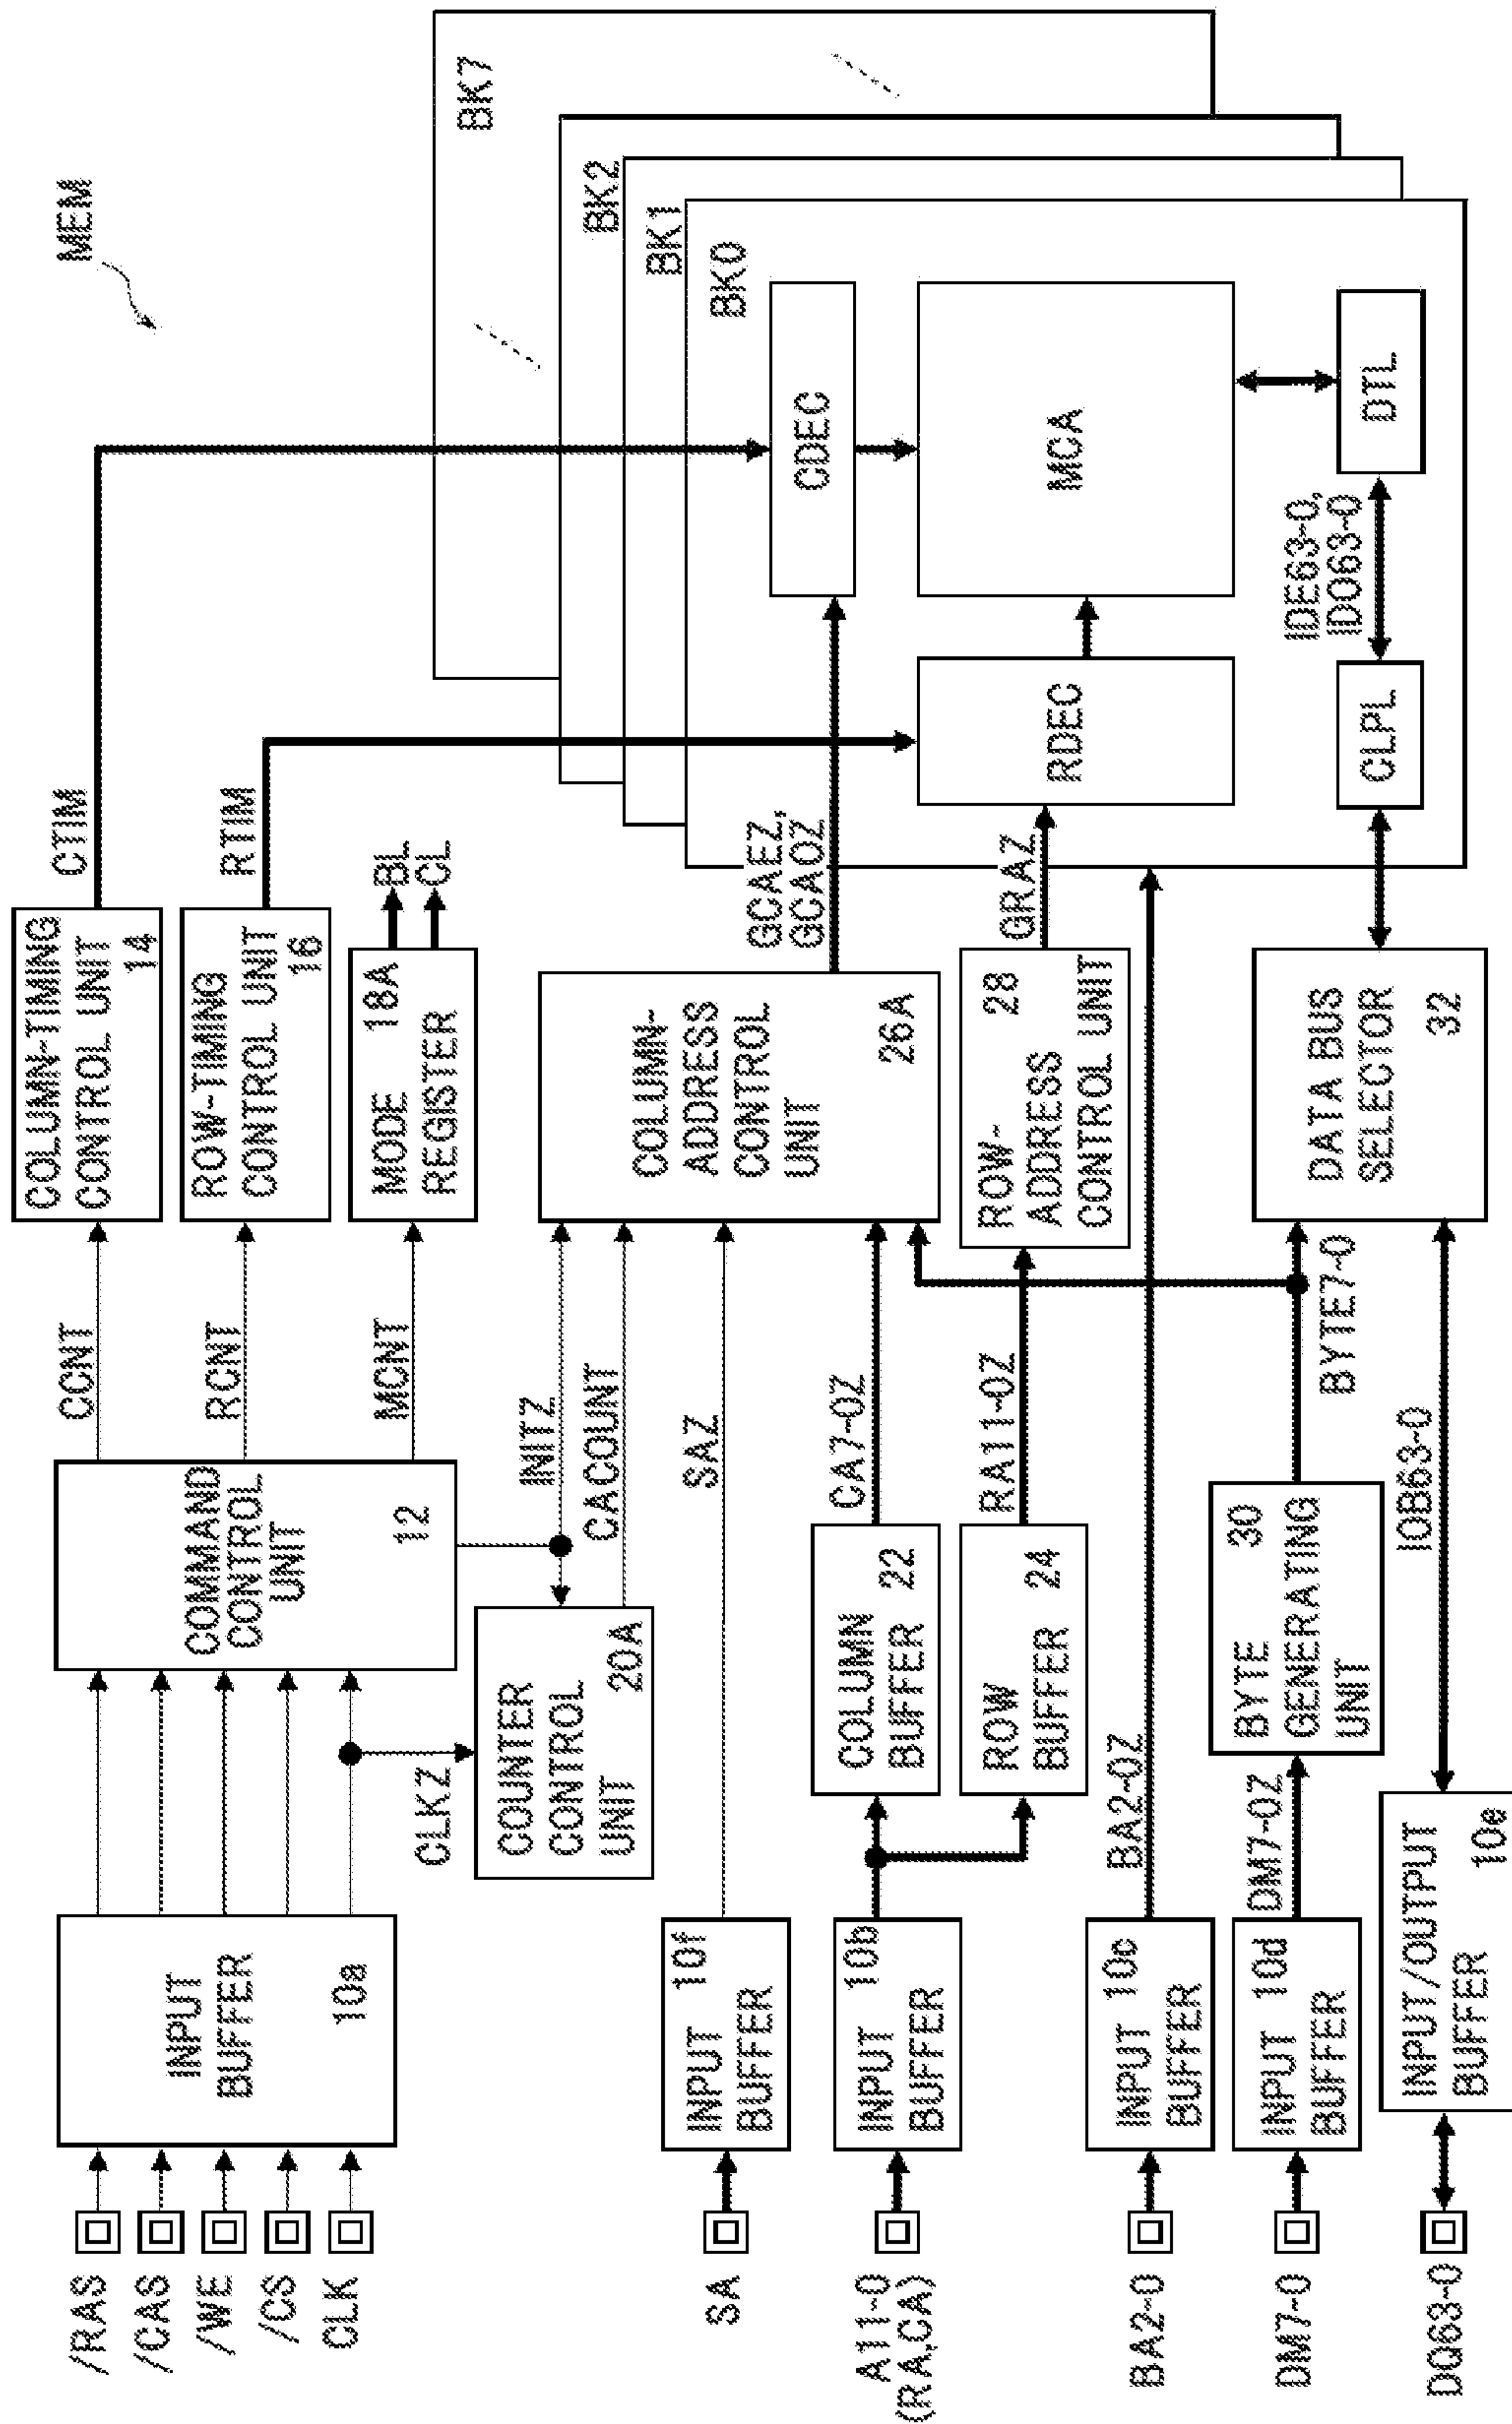 MEM
/RAS
/CAS
/WE
/CS
CLK
INPUT
BUFFER
10a
CLKZ
COMMAND
CONTROL
UNIT
12
COUNTER
CONTROL
UNIT
20A
CCNT
RCNT
MCNT
INITZ
CACOUNT
COLUMN-TIMING
CONTROL UNIT
14
CTIM
ROW-TIMING
CONTROL UNIT
16
RTIM
MODE 18A
REGISTER
BL
CL
SA
INPUT 10f
BUFFER
SAZ
A11-0
(RA,CA)
INPUT 10b
BUFFER
COLUMN
BUFFER 22
CA7-0Z
ROW
BUFFER 24
RA11-0Z
COLUMN-
ADDRESS
CONTROL
UNIT
26A
GCAEZ,
GCAOZ
ROW- 28
ADDRESS
CONTROL UNIT
GRAZ
BA2-0
INPUT 10c
BUFFER
BA2-0Z
DM7-0
INPUT 10d
BUFFER
DM7-0Z
BYTE 30
GENERATING
UNIT
BYTE7-0
DQ63-0
INPUT/OUTPUT
BUFFER 10e
IOB63-0
DATA BUS
SELECTOR
32
BK7
BK2
BK1
BK0
CDEC
RDEC
MCA
CLPL
IDE63-0,
IDO63-0
DTL